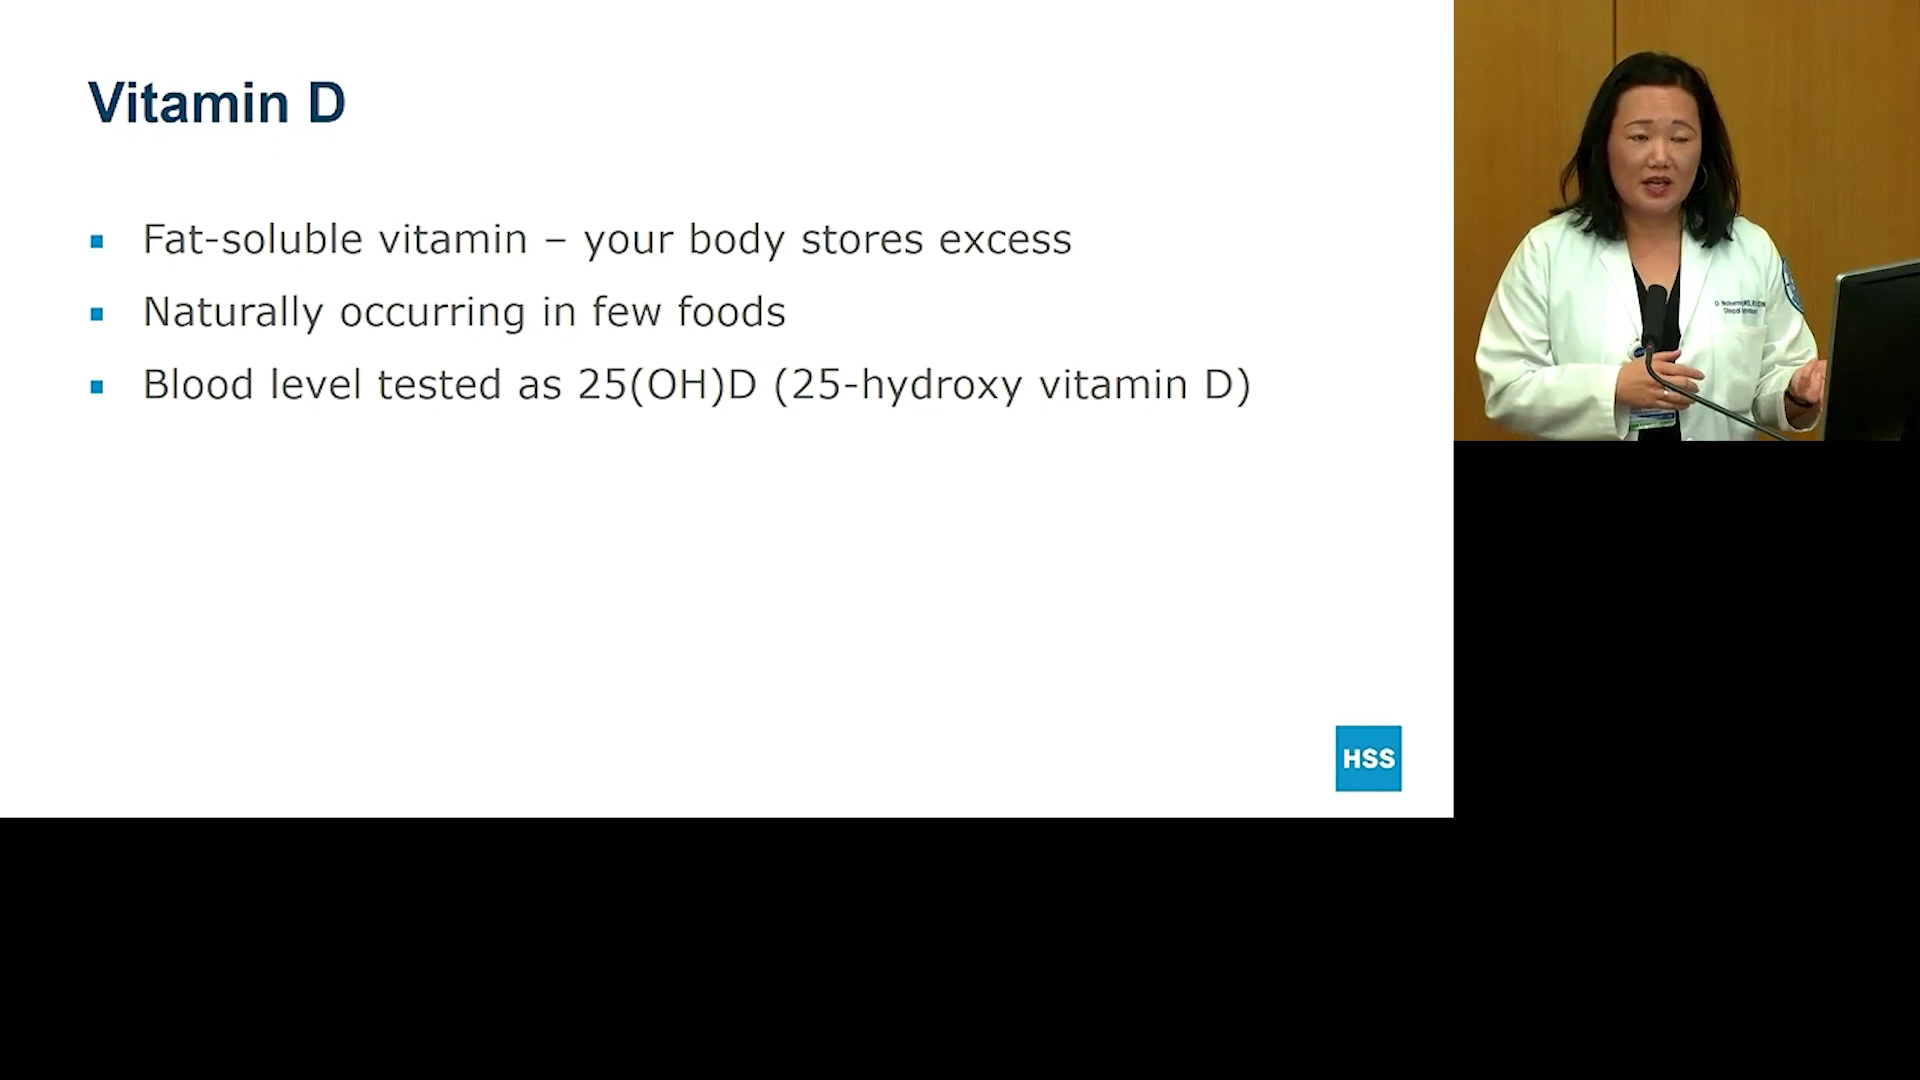 Vitamin D
Fat-soluble vitamin – your body stores excess
Naturally occurring in few foods
Blood level tested as 25(OH)D (25-hydroxy vitamin D)
HSS